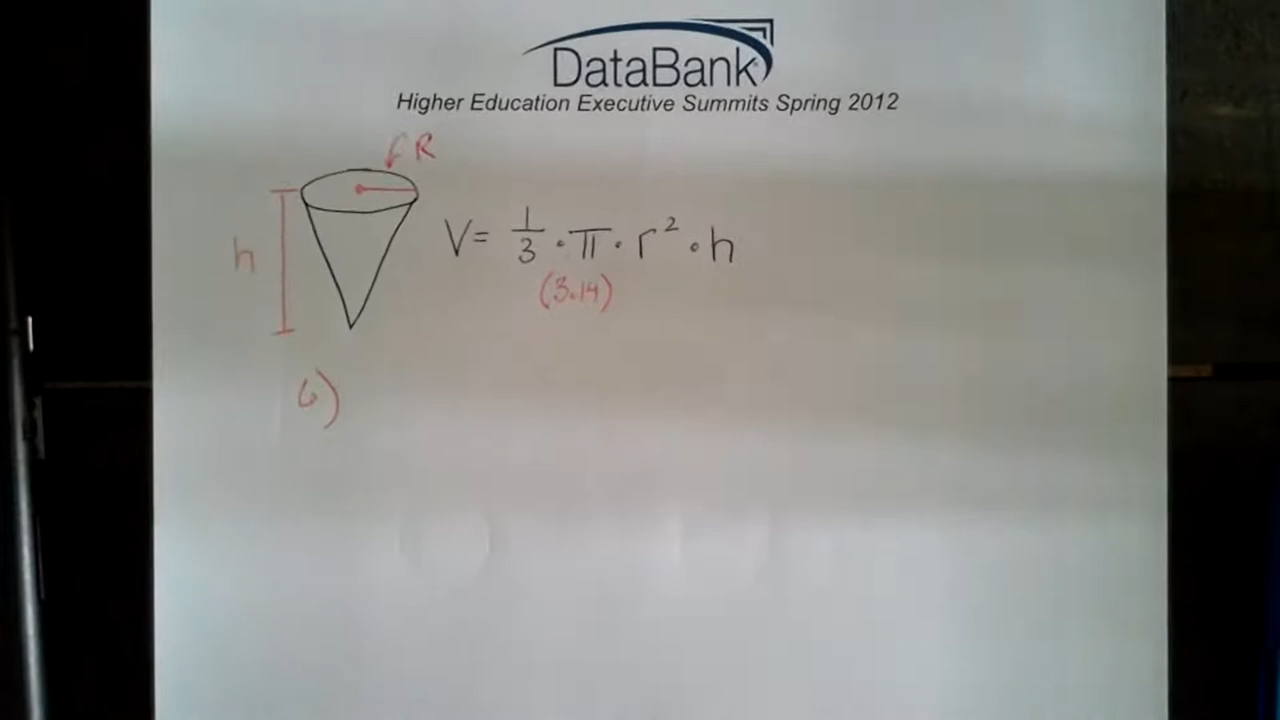 DataBank
Higher Education Executive Summits Spring 2012
R
h
V= 1/3 · π · r² · h
(3.14)
6)